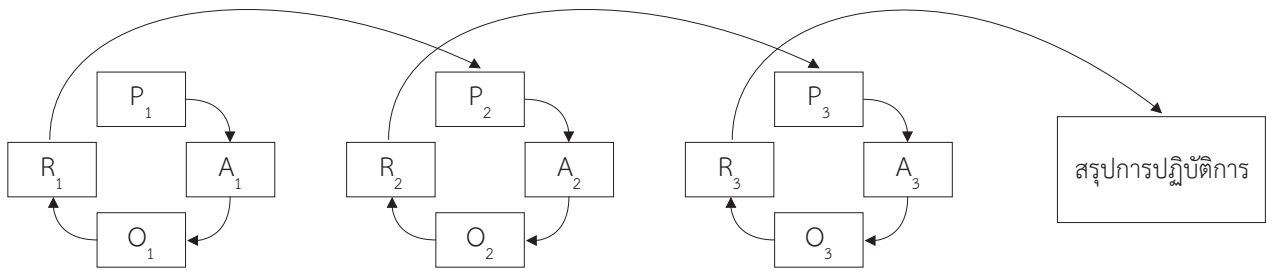 P1
A1
O1
R1
P2
A2
O2
R2
P3
A3
O3
R3
สรุปการปฏิบัติการ